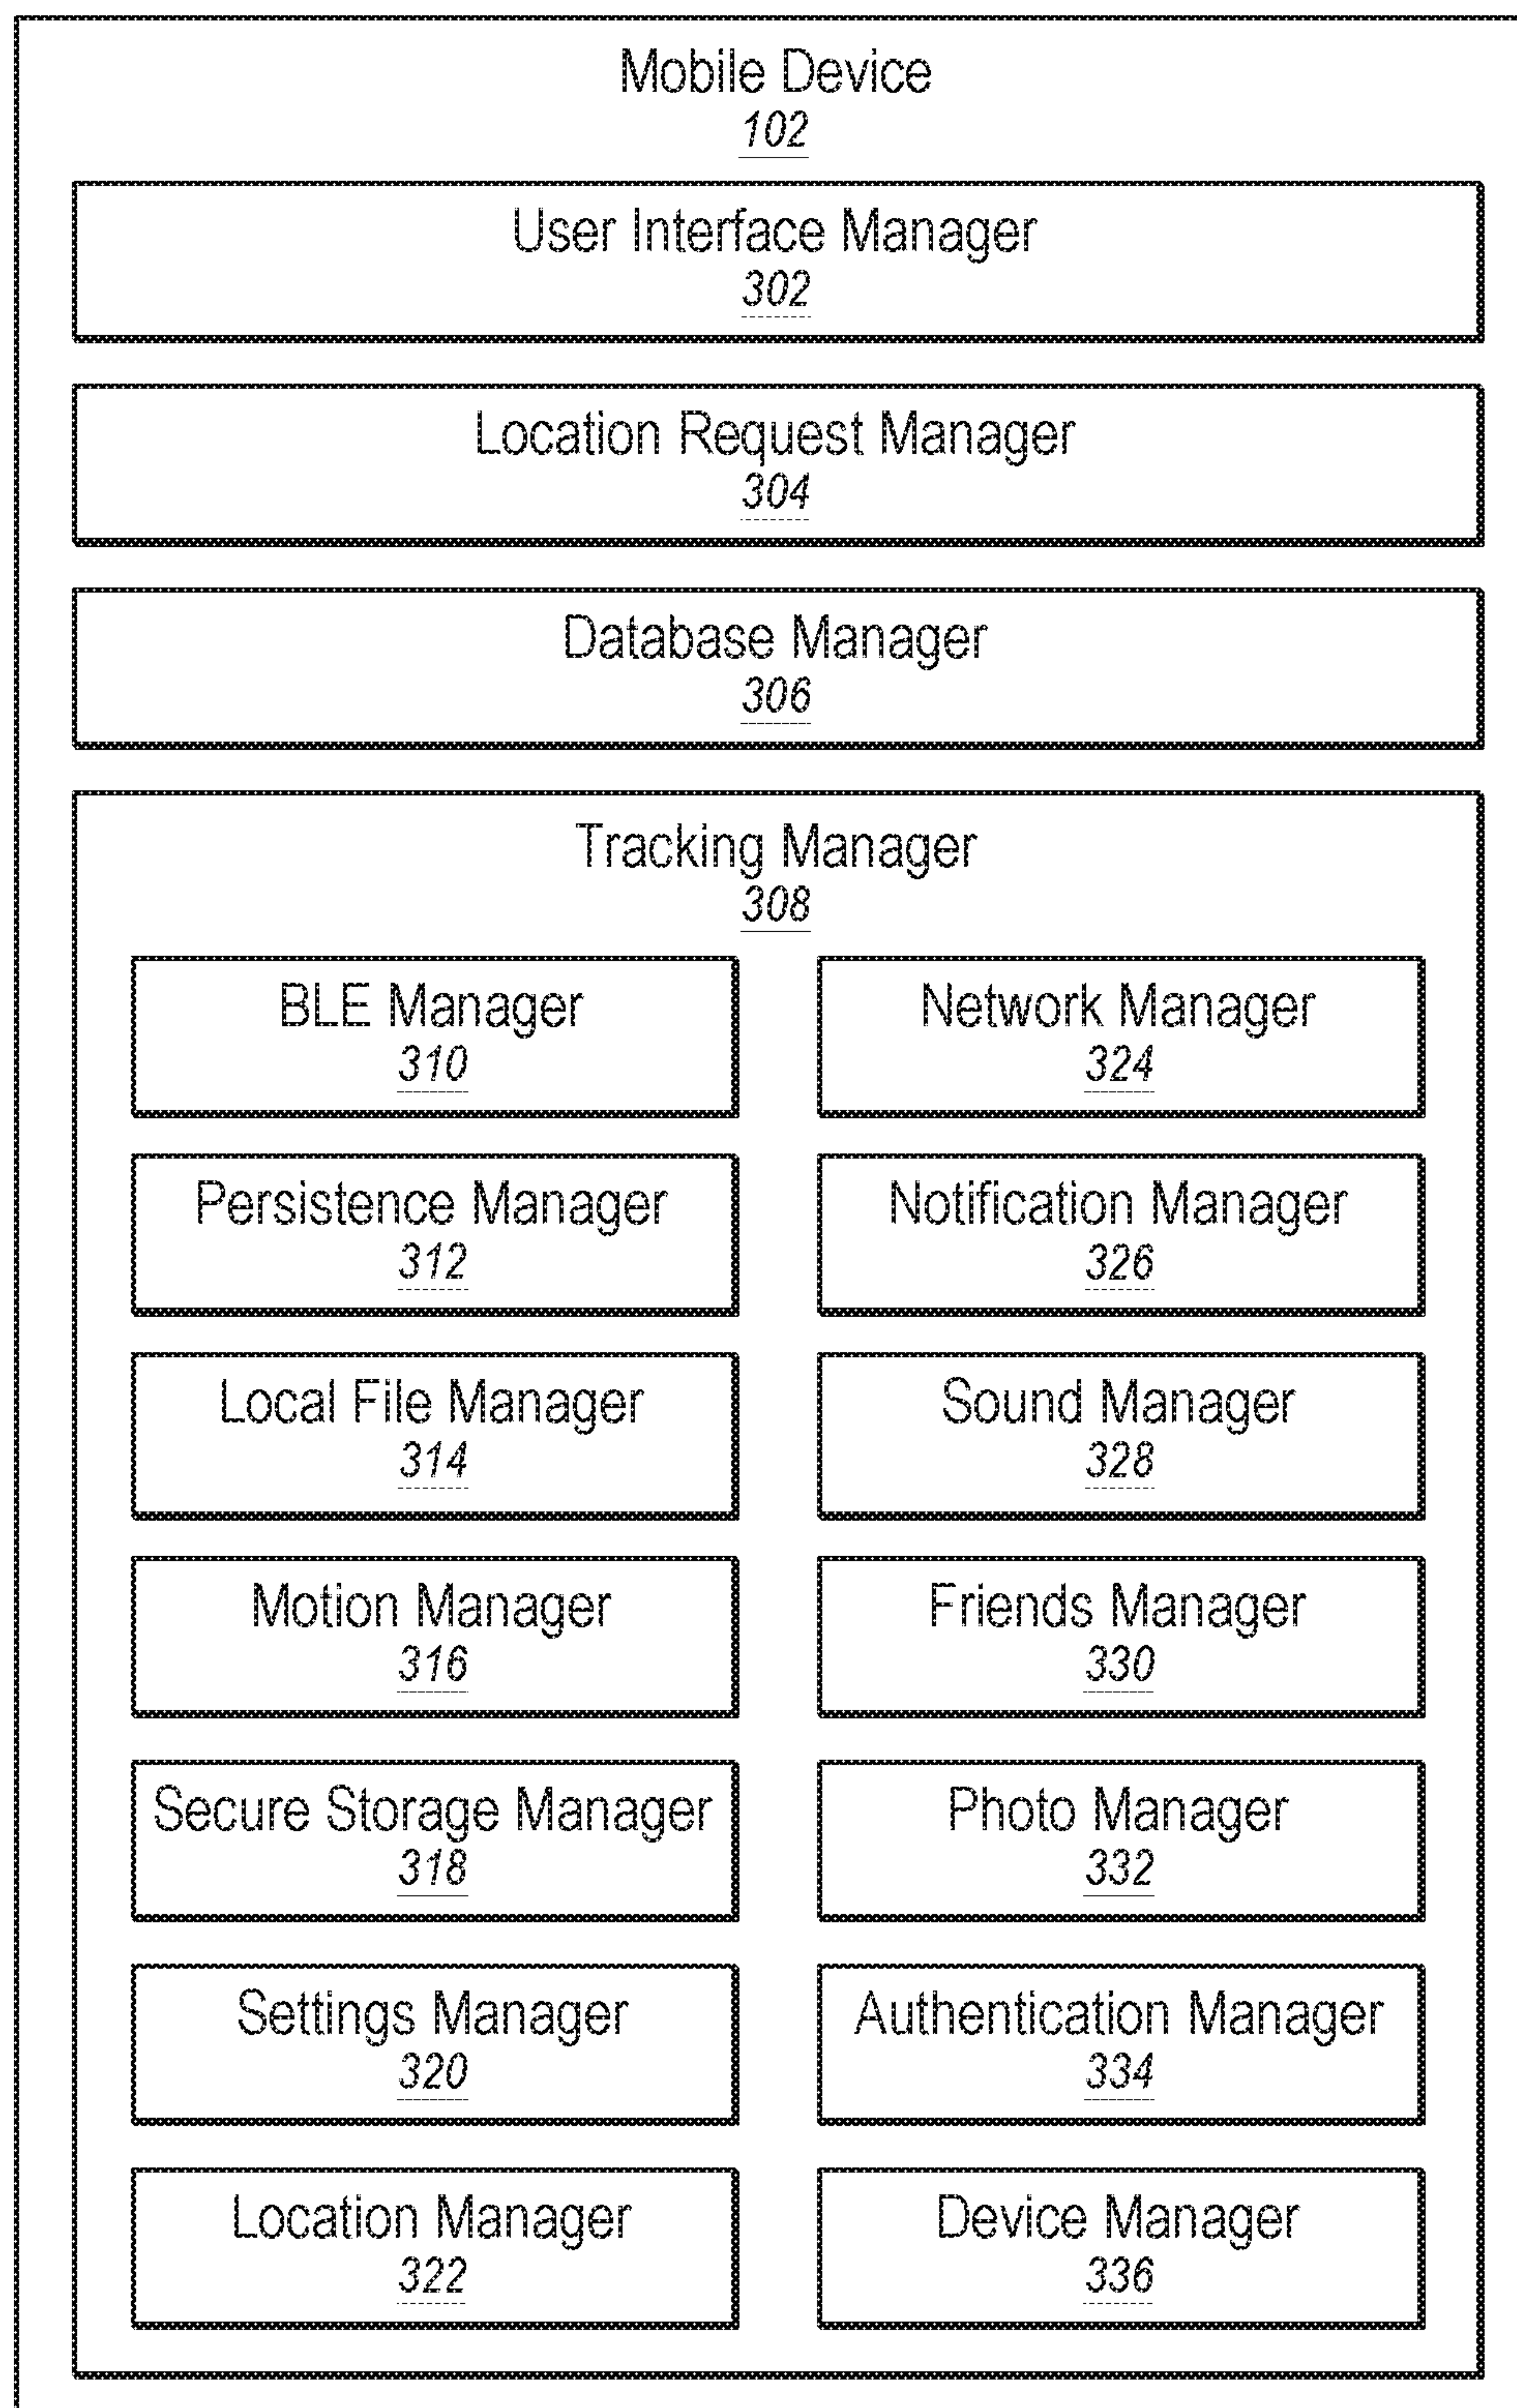 Mobile Device
102
User Interface Manager
302
Location Request Manager
304
Database Manager
306
Tracking Manager
308
BLE Manager
310
Network Manager
324
Persistence Manager
312
Notification Manager
326
Local File Manager
314
Sound Manager
328
Motion Manager
316
Friends Manager
330
Secure Storage Manager
318
Photo Manager
332
Settings Manager
320
Authentication Manager
334
Location Manager
322
Device Manager
336